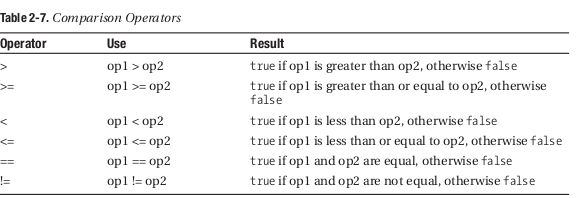 Table 2-7. Comparison Operators
Operator Use Result
> op1 > op2 true if op1 is greater than op2, otherwise false
>= op1 >= op2 true if op1 is greater than or equal to op2, otherwise
false
< op1 < op2 true if op1 is less than op2, otherwise false
<= op1 <= op2 true if op1 is less than or equal to op2, otherwise false
== op1 == op2 true if op1 and op2 are equal, otherwise false
!= op1 != op2 true if op1 and op2 are not equal, otherwise false